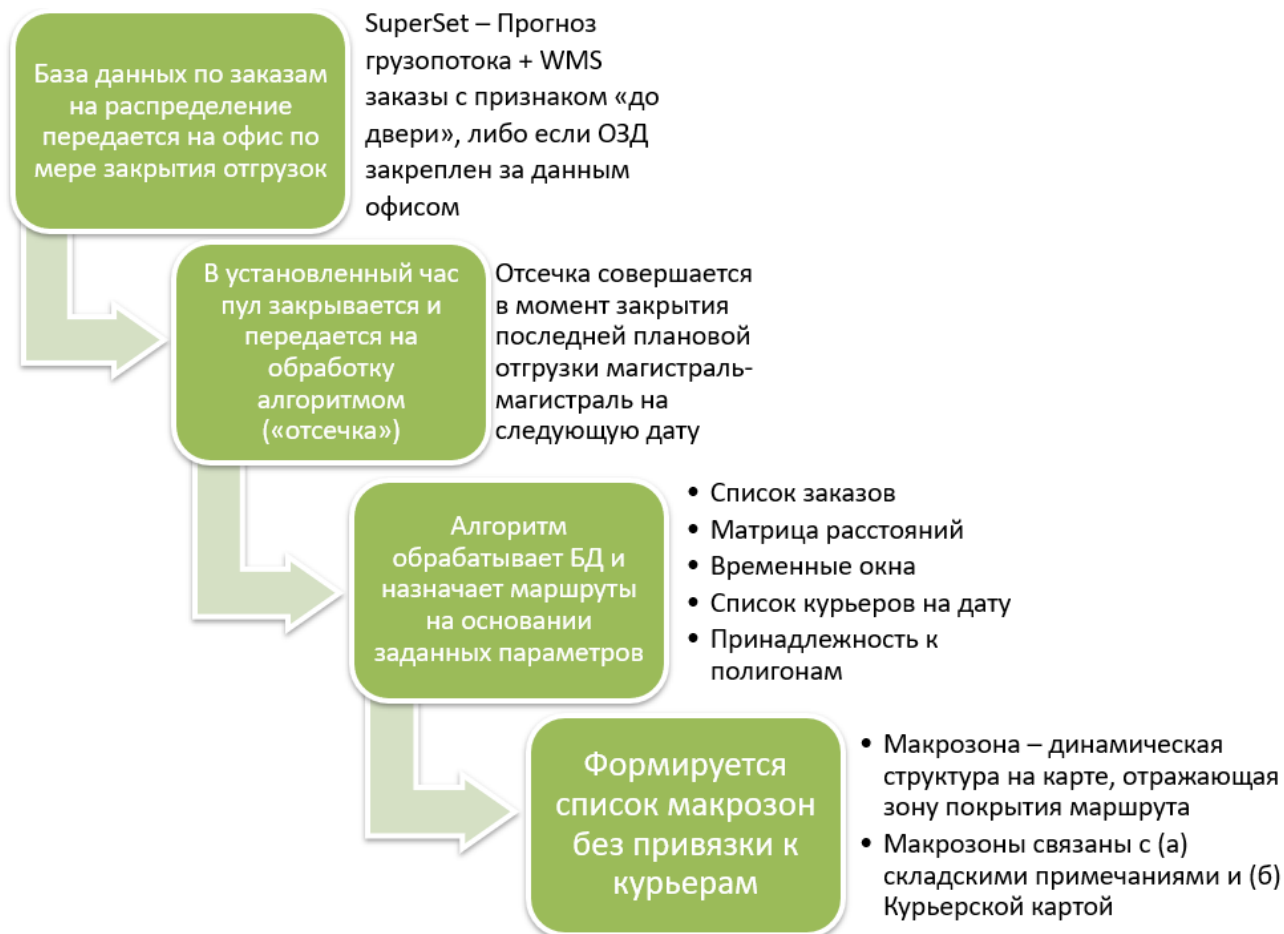 База данных по заказам
на распределение
передается на офис по
мере закрытия отгрузок
SuperSet – Прогноз
грузопотока + WMS
заказы с признаком «до
двери», либо если ОЗД
закреплен за данным
офисом
В установленный час
пул закрывается и
передается на
обработку
алгоритмом
(«отсечка»)
Отсечка совершается
в момент закрытия
последней плановой
отгрузки магистраль-
магистраль на
следующую дату
Алгоритм
обрабатывает БД и
назначает маршруты
на основании
заданных параметров
• Список заказов
• Матрица расстояний
• Временные окна
• Список курьеров на дату
• Принадлежность к
полигонам
Формируется
список макрозон
без привязки к
курьерам
• Макрозона – динамическая
структура на карте, отражающая
зону покрытия маршрута
• Макрозоны связаны с (а)
складскими примечаниями и (б)
Курьерской картой